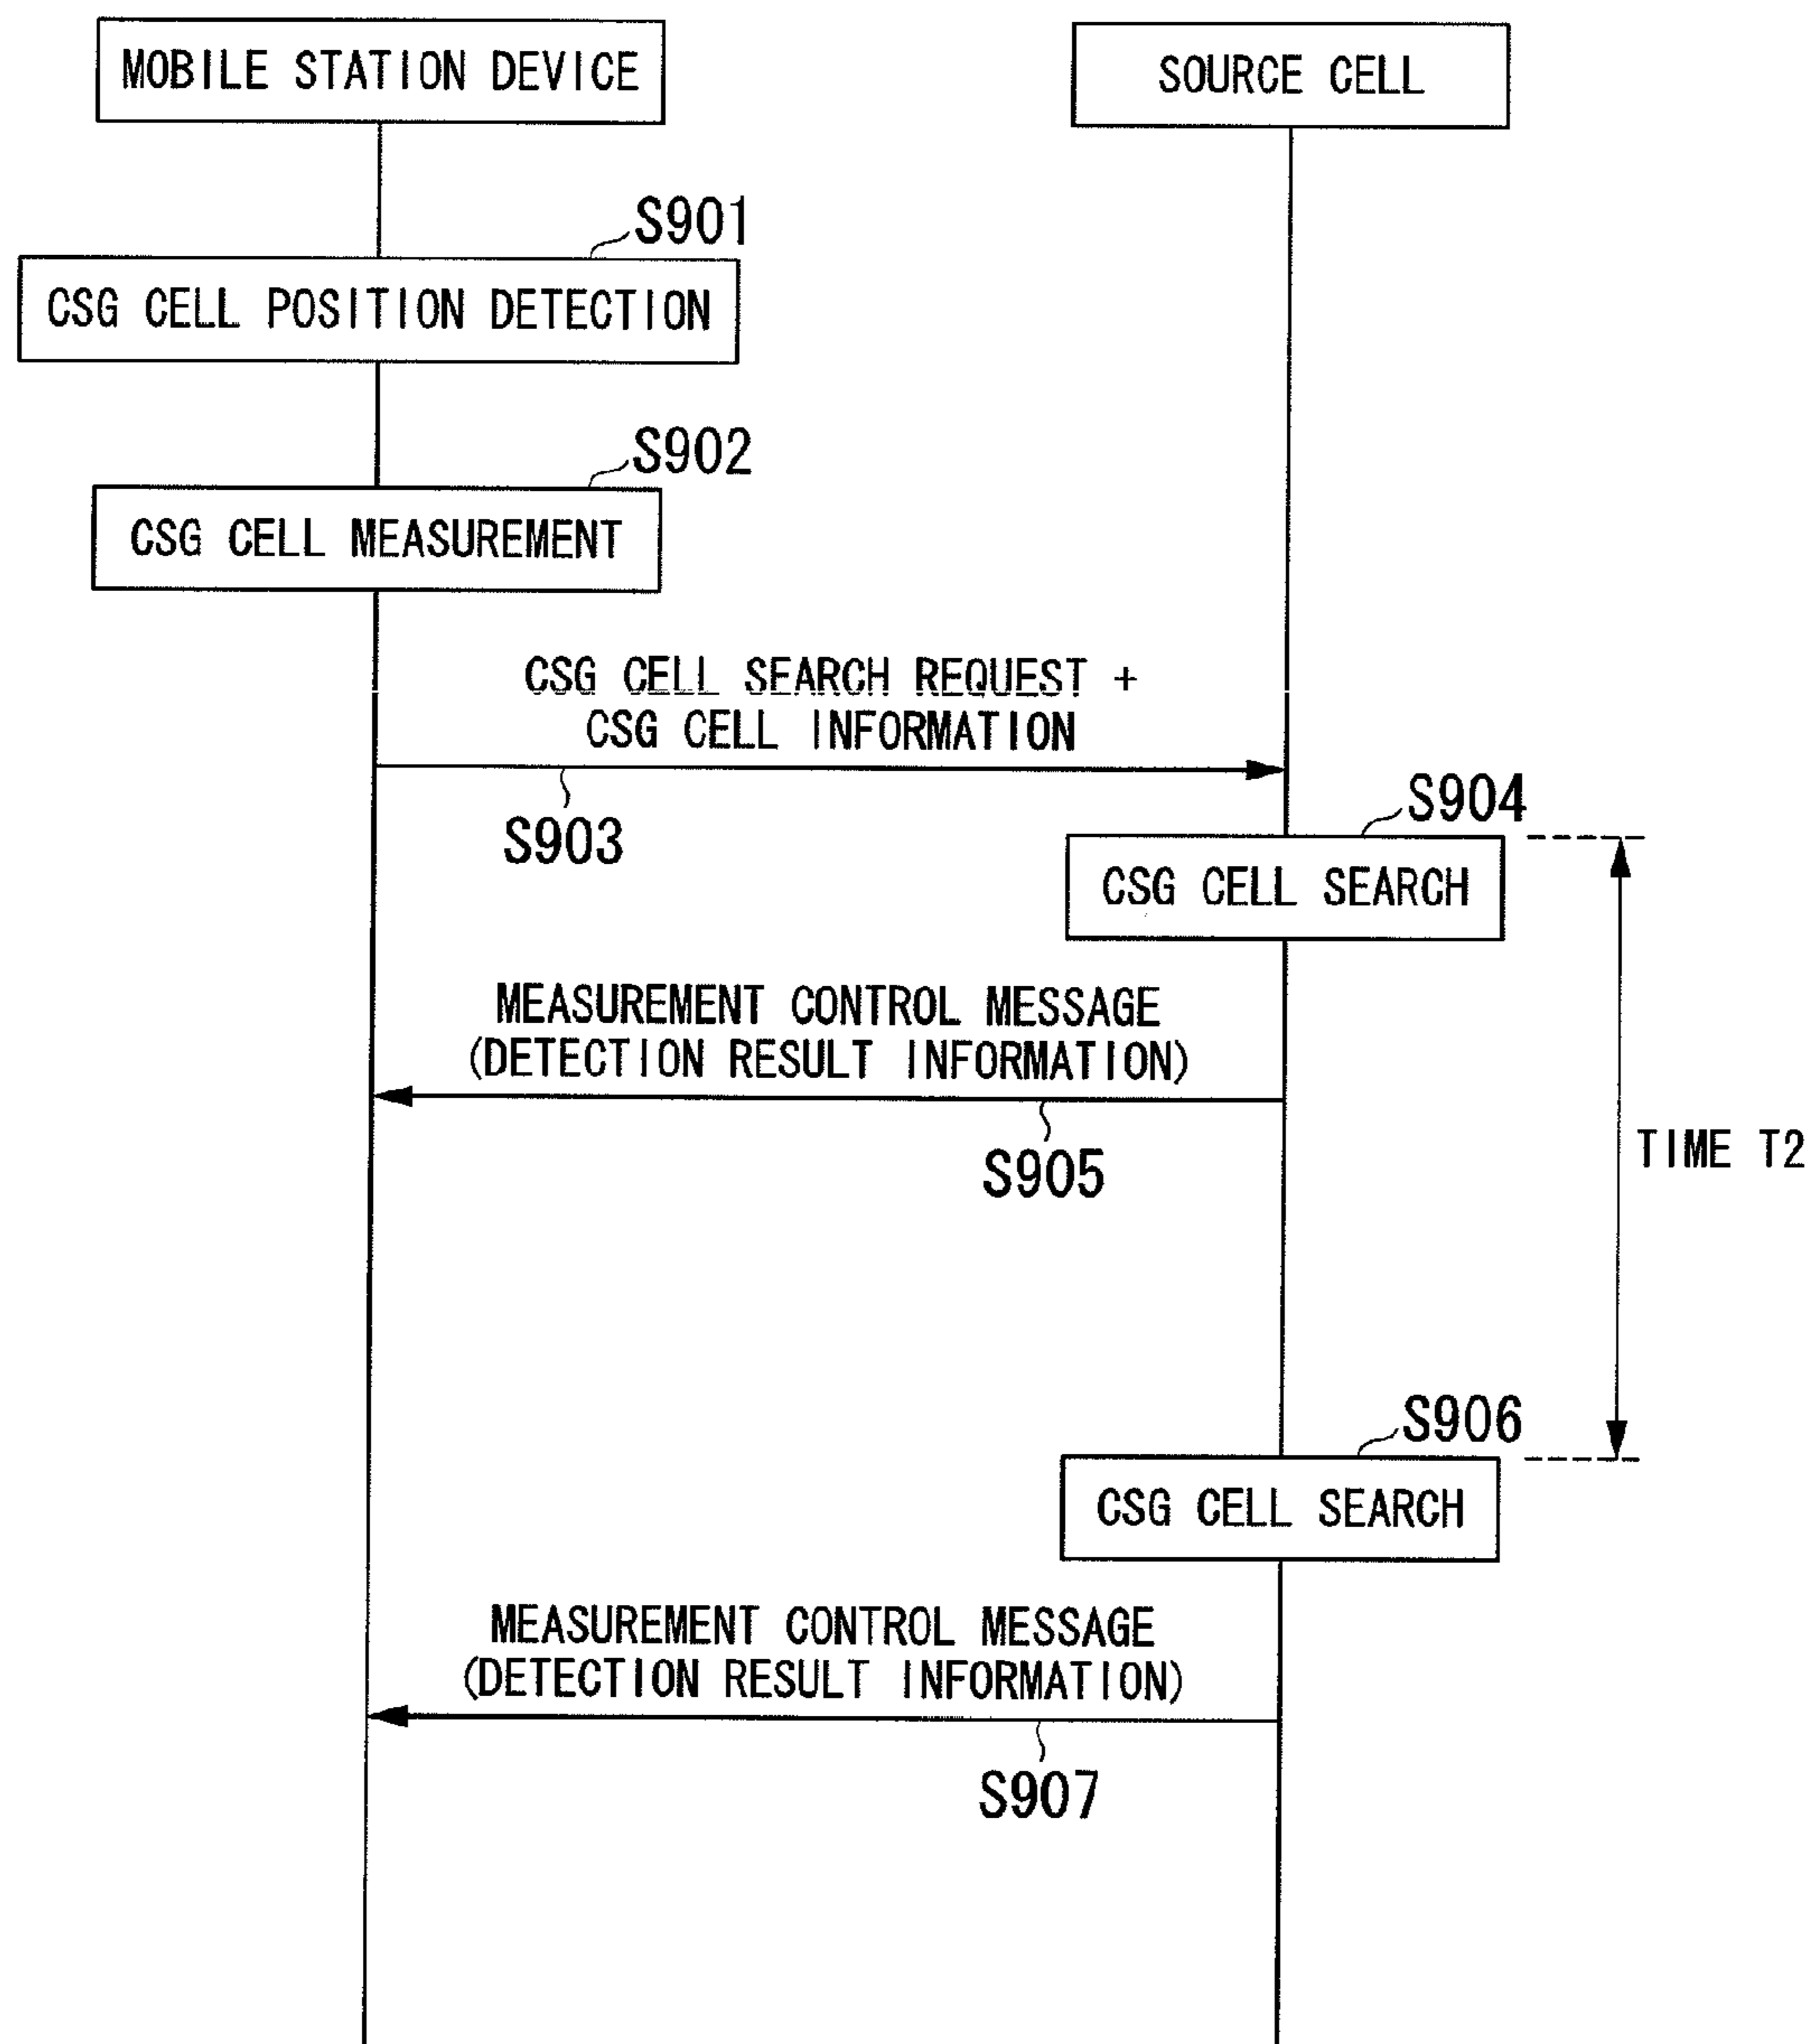 MOBILE STATION DEVICE
SOURCE CELL
S901
CSG CELL POSITION DETECTION
S902
CSG CELL MEASUREMENT
CSG CELL SEARCH REQUEST +
CSG CELL INFORMATION
S903
S904
CSG CELL SEARCH
MEASUREMENT CONTROL MESSAGE
(DETECTION RESULT INFORMATION)
S905
TIME T2
S906
CSG CELL SEARCH
MEASUREMENT CONTROL MESSAGE
(DETECTION RESULT INFORMATION)
S907